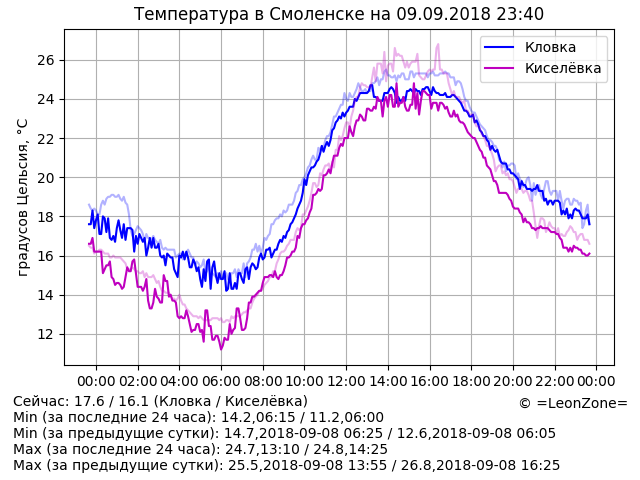 Температура в Смоленске на 09.09.2018 23:40
Кловка
Киселёвка
градусов Цельсия, °C
26
24
22
20
18
16
14
12
00:00 02:00 04:00 06:00 08:00 10:00 12:00 14:00 16:00 18:00 20:00 22:00 00:00
Сейчас: 17.6 / 16.1 (Кловка / Киселёвка)
© =LeonZone=
Min (за последние 24 часа): 14.2,06:15 / 11.2,06:00
Min (за предыдущие сутки): 14.7,2018-09-08 06:25 / 12.6,2018-09-08 06:05
Max (за последние 24 часа): 24.7,13:10 / 24.8,14:25
Max (за предыдущие сутки): 25.5,2018-09-08 13:55 / 26.8,2018-09-08 16:25